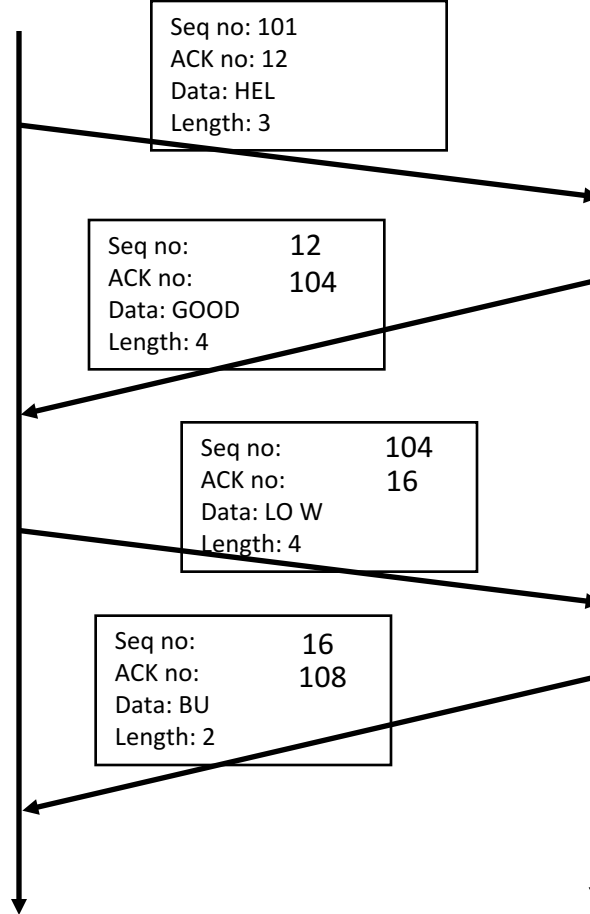 Seq no: 101
ACK no: 12
Data: HEL
Length: 3
Seq no: 12
ACK no: 104
Data: GOOD
Length: 4
Seq no: 104
ACK no: 16
Data: LO W
Length: 4
Seq no: 16
ACK no: 108
Data: BU
Length: 2